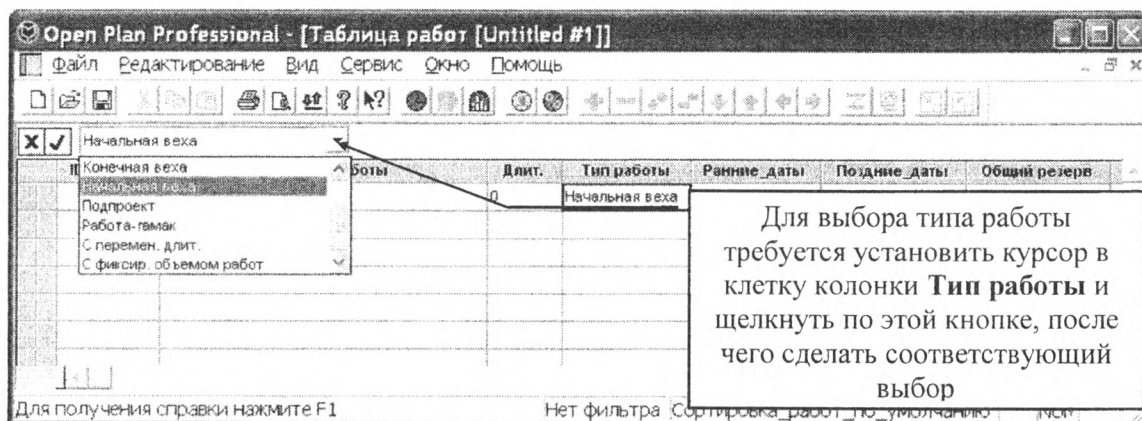 Open Plan Professional - [Таблица работ [Untitled #1]]
Файл Редактирование Вид Сервис Окно Помощь
Начальная веха
Длит. Тип работы Ранние_даты Поздние_даты Общий резерв
Конечная веха
Начальная веха
Подпроект
Работа-гамак
С перемен. длит.
С фиксир. объемом работ
0 Начальная веха
Для выбора типа работы
требуется установить курсор в
клетку колонки Тип работы и
щелкнуть по этой кнопке, после
чего сделать соответствующий
выбор
Для получения справки нажмите F1 Нет фильтра Сортировка_работ_по_умолчанию